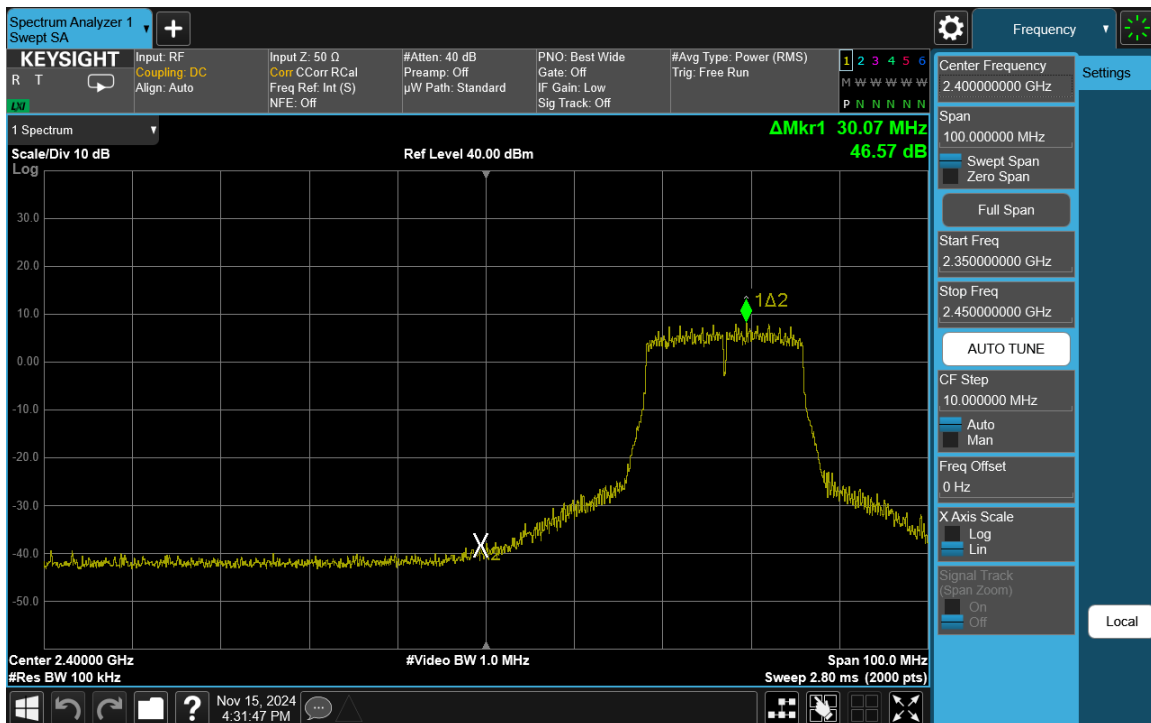 Spectrum Analyzer 1
Swept SA
+
Frequency
KEYSIGHT
R T
LXI
Input: RF
Coupling: DC
Align: Auto
Input Z: 50 Ω
Corr CCorr RCal
Freq Ref: Int (S)
NFE: Off
#Atten: 40 dB
Preamp: Off
µW Path: Standard
PNO: Best Wide
Gate: Off
IF Gain: Low
Sig Track: Off
#Avg Type: Power (RMS)
Trig: Free Run
1 2 3 4 5 6
M W W W W W
P N N N N N
1 Spectrum
Scale/Div 10 dB
Log
Ref Level 40.00 dBm
ΔMkr1 30.07 MHz
46.57 dB
30.0
20.0
10.0
0.00
-10.0
-20.0
-30.0
-40.0
-50.0
1Δ2
X2
Center 2.40000 GHz
#Res BW 100 kHz
#Video BW 1.0 MHz
Span 100.0 MHz
Sweep 2.80 ms (2000 pts)
Center Frequency
2.400000000 GHz
Span
100.000000 MHz
Swept Span
Zero Span
Full Span
Start Freq
2.350000000 GHz
Stop Freq
2.450000000 GHz
AUTO TUNE
CF Step
10.000000 MHz
Auto
Man
Freq Offset
0 Hz
X Axis Scale
Log
Lin
Signal Track
(Span Zoom)
On
Off
Settings
Local
?
Nov 15, 2024
4:31:47 PM